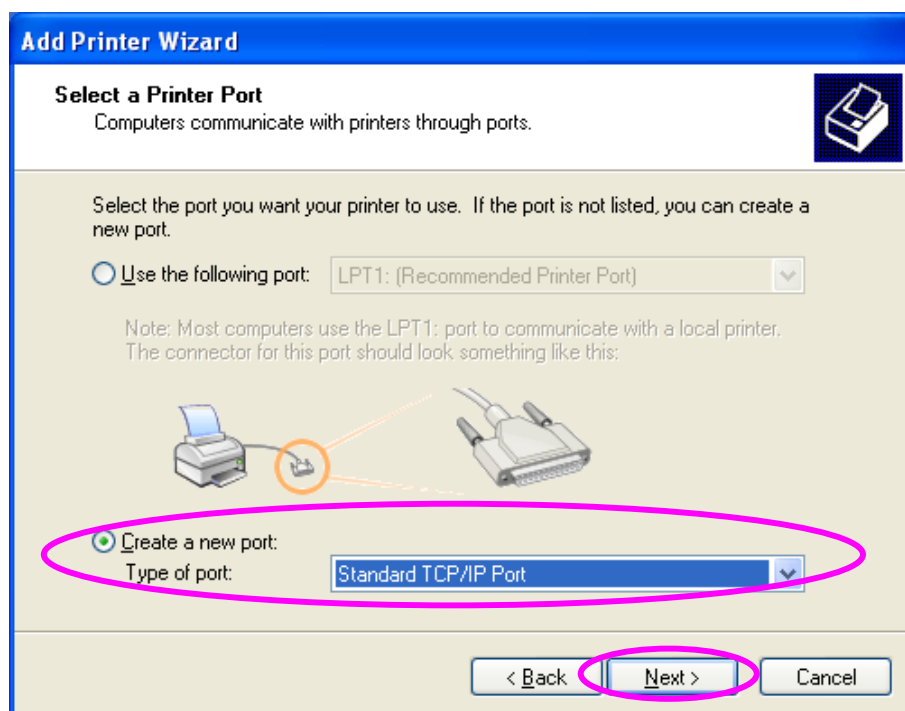 Add Printer Wizard
Select a Printer Port
Computers communicate with printers through ports.
Select the port you want your printer to use. If the port is not listed, you can create a
new port.
Use the following port: LPT1: (Recommended Printer Port)
Note: Most computers use the LPT1: port to communicate with a local printer.
The connector for this port should look something like this:
Create a new port:
Type of port: Standard TCP/IP Port
< Back Next > Cancel